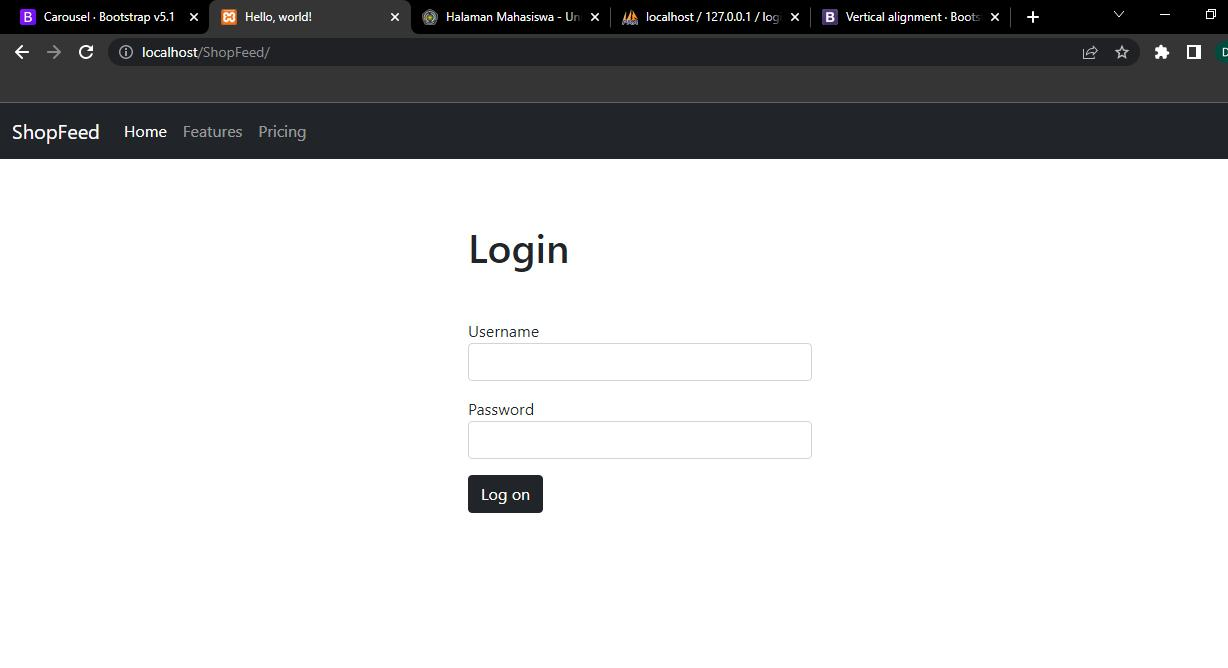 Carousel · Bootstrap v5.1
Hello, world!
Halaman Mahasiswa - Un
localhost / 127.0.0.1 / log
Vertical alignment · Boots
localhost/ShopFeed/
ShopFeed Home Features Pricing
Login
Username
Password
Log on